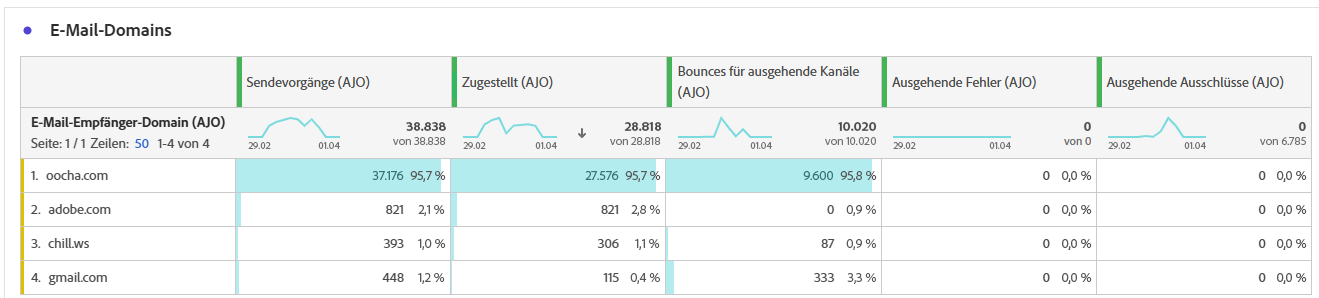 E-Mail-Domains
Sendevorgänge (AJO) Zugestellt (AJO) Bounces für ausgehende Kanäle (AJO) Ausgehende Fehler (AJO) Ausgehende Ausschlüsse (AJO)
E-Mail-Empfänger-Domain (AJO) 38.838 28.818 10.020 0 0
Seite: 1 / 1 Zeilen: 50 1-4 von 4 29.02 01.04 von 38.838 29.02 01.04 von 28.818 29.02 01.04 von 10.020 29.02 01.04 von 0 29.02 01.04 von 6.785
1. oocha.com 37.176 95,7 % 27.576 95,7 % 9.600 95,8 % 0 0,0 % 0 0,0 %
2. adobe.com 821 2,1 % 821 2,8 % 0 0,9 % 0 0,0 % 0 0,0 %
3. chill.ws 393 1,0 % 306 1,1 % 87 0,9 % 0 0,0 % 0 0,0 %
4. gmail.com 448 1,2 % 115 0,4 % 333 3,3 % 0 0,0 % 0 0,0 %